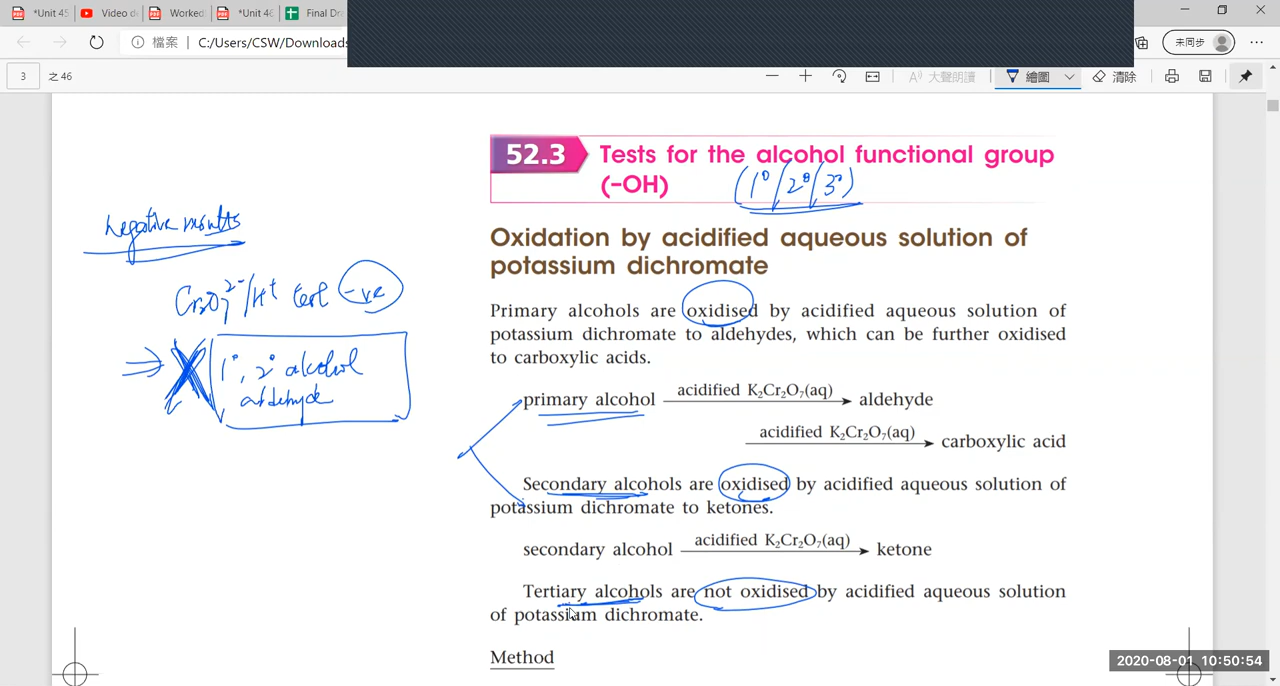 *Unit 45
Video d
Worked
*Unit 46
Final Dr
檔案
C:/Users/CSW/Downloads
未同步
3 之 46
大聲朗讀
繪圖
清除
52.3 Tests for the alcohol functional group
(–OH) (1°/2°/3°)
negative results
Cr2O7 2-/H+ test -ve
⇒ X 1°, 2° alcohol
aldehyde
Oxidation by acidified aqueous solution of
potassium dichromate
Primary alcohols are oxidised by acidified aqueous solution of
potassium dichromate to aldehydes, which can be further oxidised
to carboxylic acids.
primary alcohol acidified K₂Cr₂O₇(aq) aldehyde
acidified K₂Cr₂O₇(aq) carboxylic acid
Secondary alcohols are oxidised by acidified aqueous solution of
potassium dichromate to ketones.
secondary alcohol acidified K₂Cr₂O₇(aq) ketone
Tertiary alcohols are not oxidised by acidified aqueous solution
of potassium dichromate.
Method
2020-08-01 10:50:54